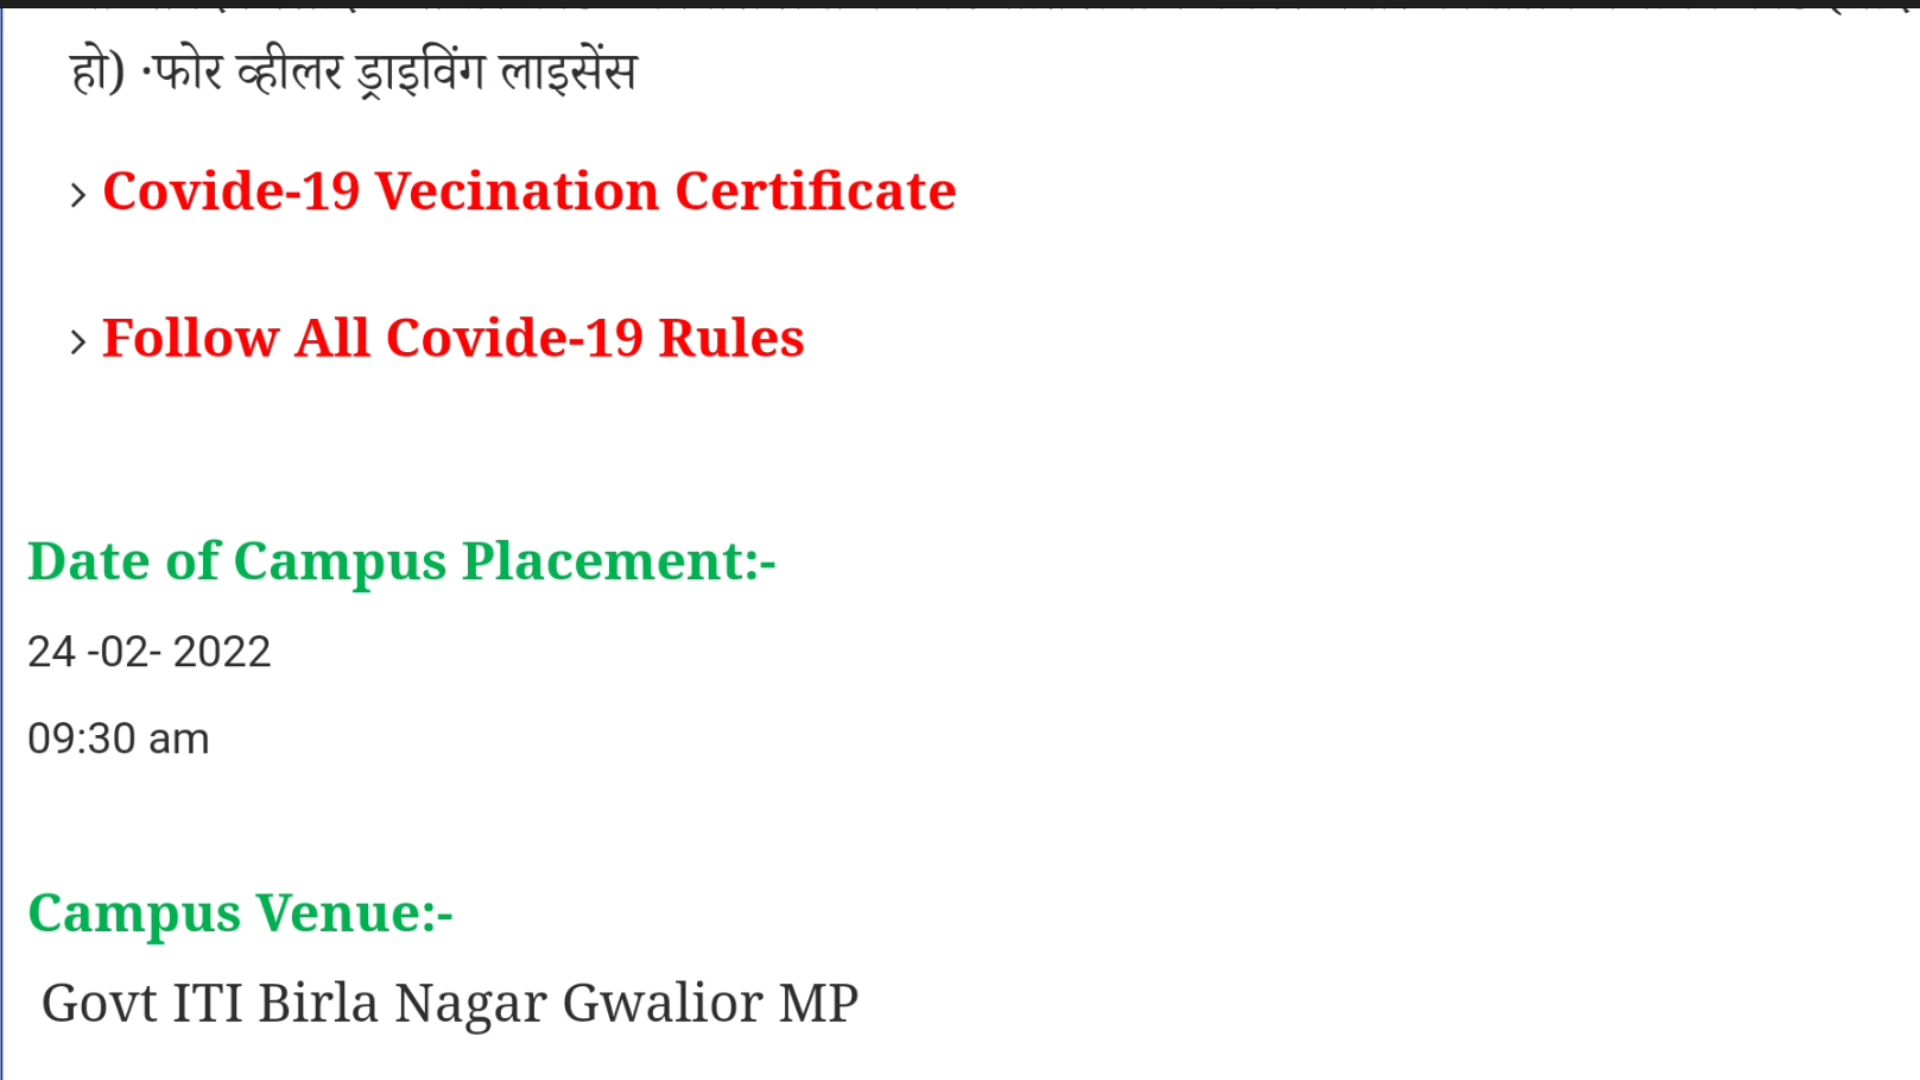 हो) ·फोर व्हीलर ड्राइविंग लाइसेंस
> Covide-19 Vecination Certificate
> Follow All Covide-19 Rules
Date of Campus Placement:-
24 -02- 2022
09:30 am
Campus Venue:-
Govt ITI Birla Nagar Gwalior MP